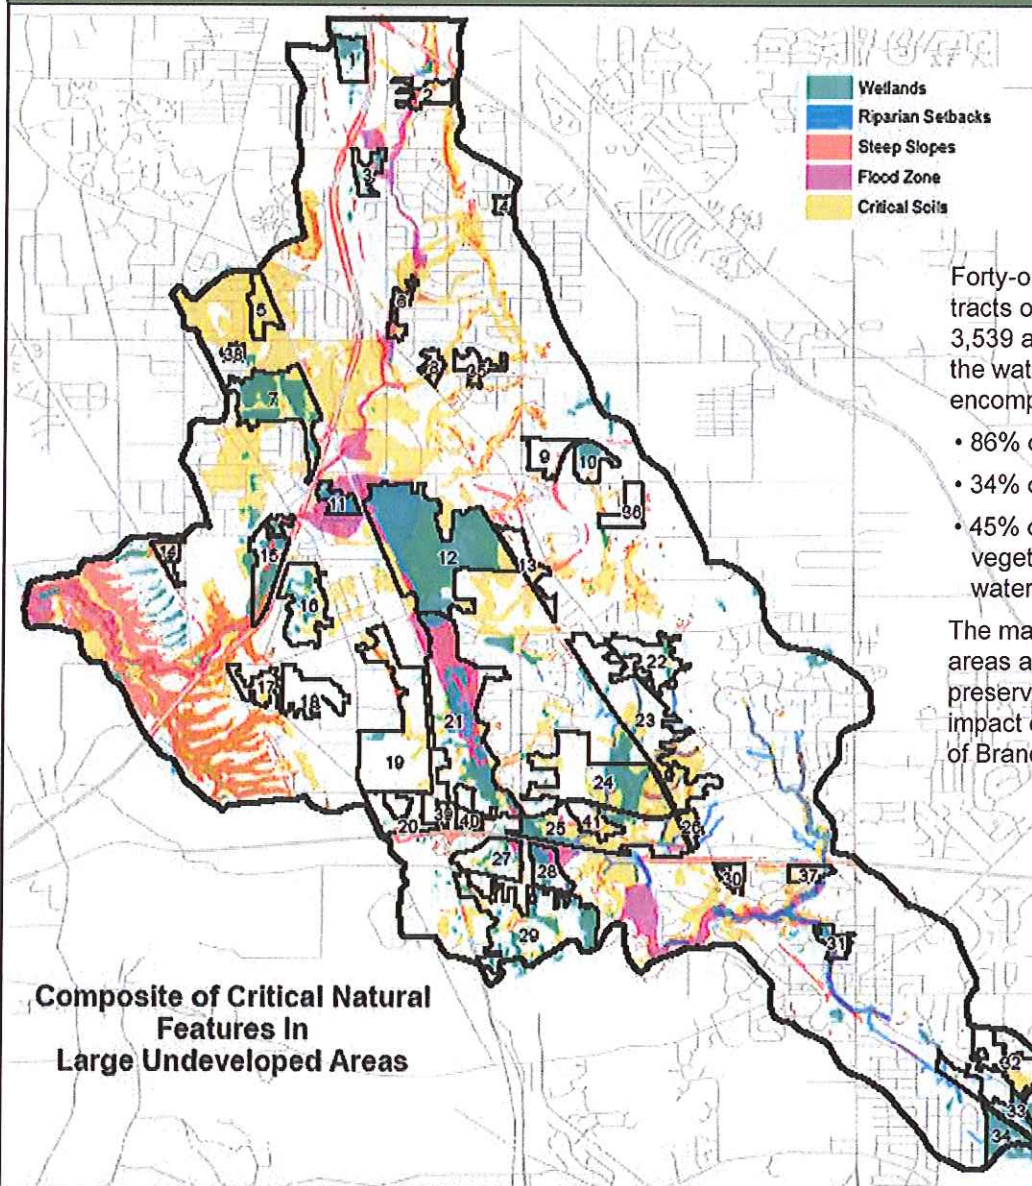 Wetlands
Riparian Setbacks
Steep Slopes
Flood Zone
Critical Soils
Forty-o
tracts o
3,539 a
the wat
encomp
• 86% o
• 34% o
• 45% o
veget
water
The ma
areas a
preserv
impact o
of Bran
1
2
3
4
5
6
38
8
35
7
9
10
36
11
12
13
14
15
16
17
18
22
21
23
19
24
20
39
40
25
41
26
27
28
30
37
29
31
32
33
34
Composite of Critical Natural
Features In
Large Undeveloped Areas